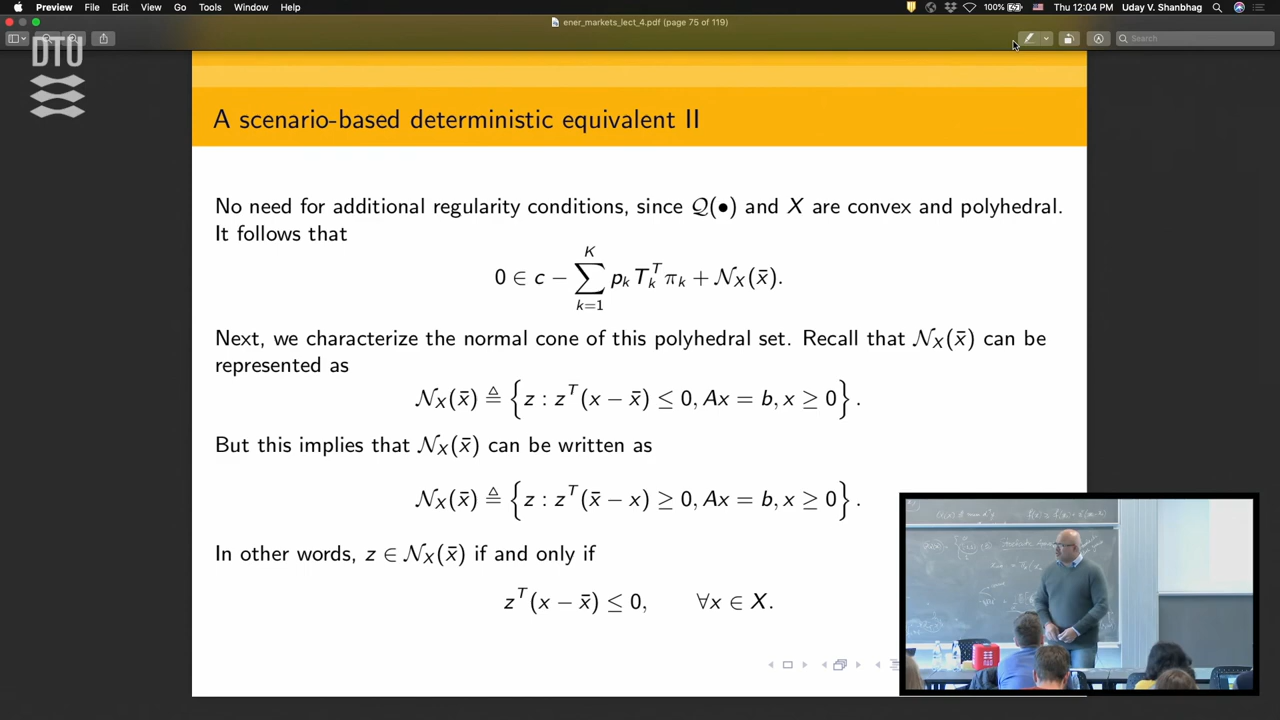 Preview File Edit View Go Tools Window Help 100% Thu 12:04 PM Uday V. Shanbhag
ener_markets_lect_4.pdf (page 75 of 119)
Search
DTU
A scenario-based deterministic equivalent II
No need for additional regularity conditions, since 𝒬(•) and X are convex and polyhedral.
It follows that
0 ∈ c − ∑_{k=1}^{K} p_k T_k^T π_k + 𝒩_X(x̄).
Next, we characterize the normal cone of this polyhedral set. Recall that 𝒩_X(x̄) can be
represented as
𝒩_X(x̄) ≜ {z : z^T(x − x̄) ≤ 0, Ax = b, x ≥ 0}.
But this implies that 𝒩_X(x̄) can be written as
𝒩_X(x̄) ≜ {z : z^T(x̄ − x) ≥ 0, Ax = b, x ≥ 0}.
In other words, z ∈ 𝒩_X(x̄) if and only if
z^T(x − x̄) ≤ 0, ∀x ∈ X.